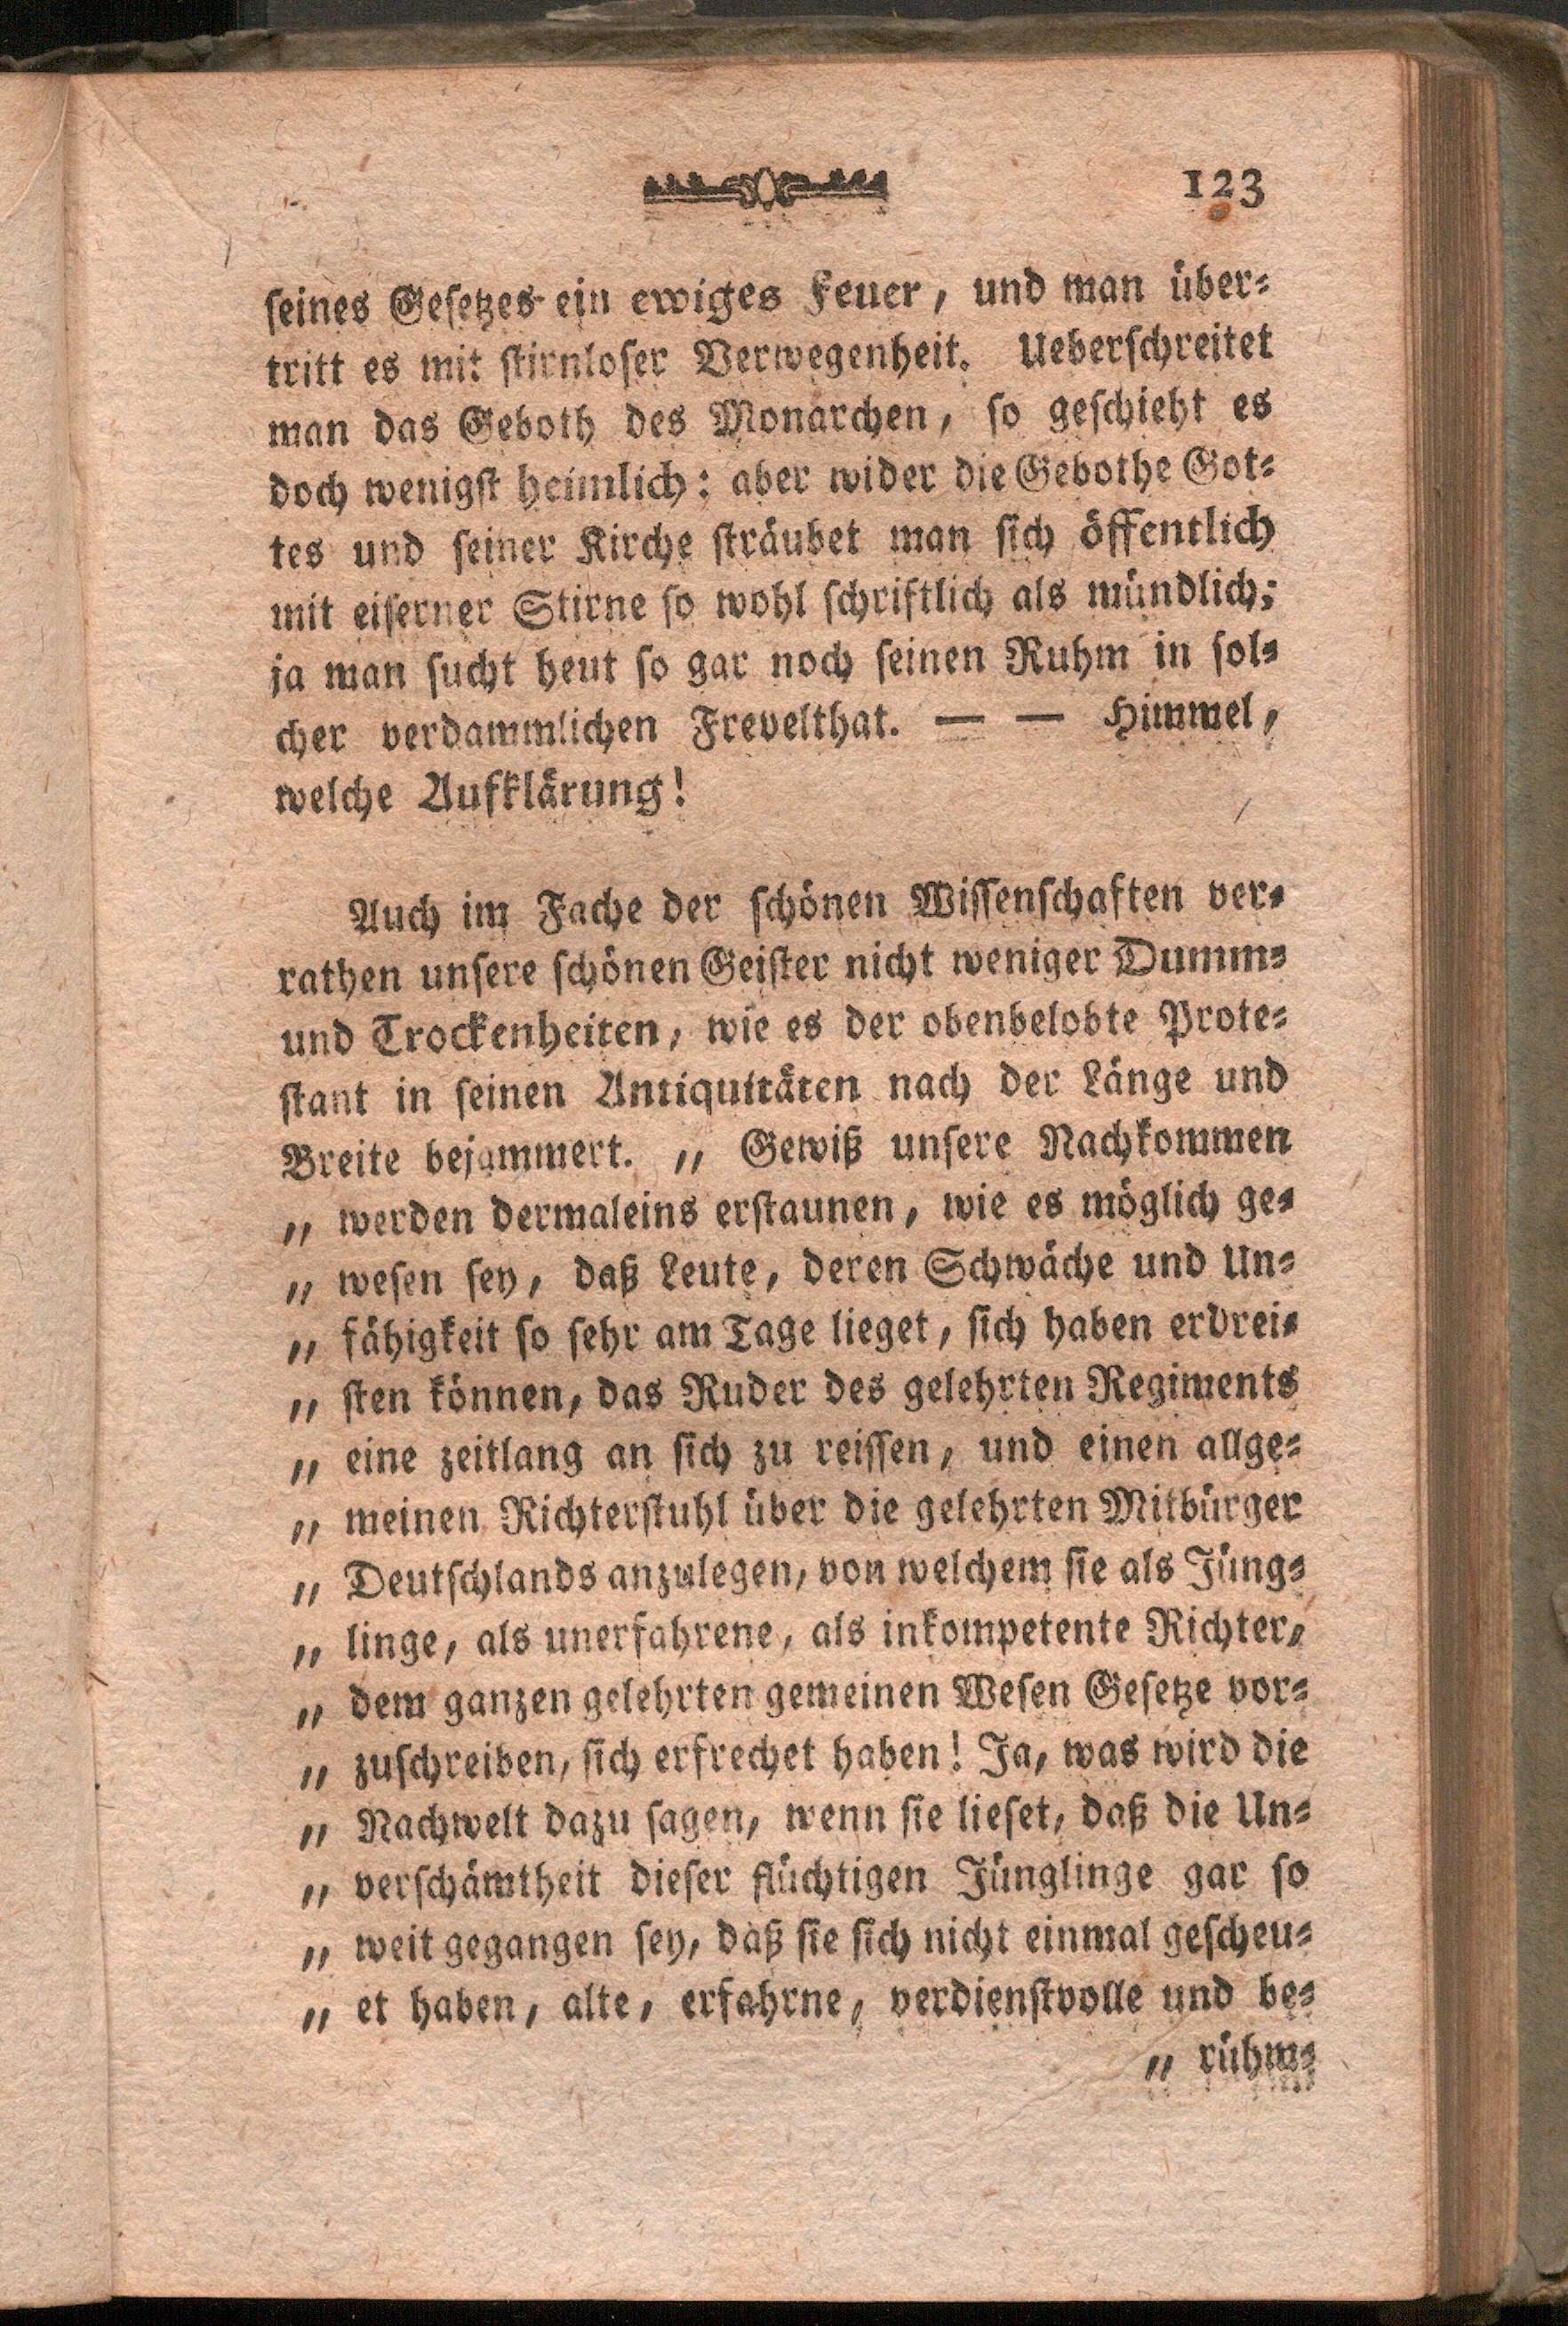 123
seines Gesetzes ein ewiges Feuer, und man über-
tritt es mit stirnloser Verwegenheit. Ueberschreitet
man das Geboth des Monarchen, so geschieht es
doch wenigst heimlich: aber wider die Gebothe Got-
tes und seiner Kirche sträubet man sich öffentlich
mit eiserner Stirne so wohl schriftlich als mündlich;
ja man sucht heut so gar noch seinen Ruhm in sol-
cher verdammlichen Frevelthat. — — Himmel,
welche Aufklärung!
Auch im Fache der schönen Wissenschaften ver-
rathen unsere schönen Geister nicht weniger Dumm-
und Trockenheiten, wie es der obenbelobte Prote-
stant in seinen Antiquitäten nach der Länge und
Breite bejammert. „ Gewiß unsere Nachkommen
„ werden dermaleins erstaunen, wie es möglich ge-
„ wesen sey, daß Leute, deren Schwäche und Un-
„ fähigkeit so sehr am Tage lieget, sich haben erdrei-
„ sten können, das Ruder des gelehrten Regiments
„ eine zeitlang an sich zu reissen, und einen allge-
„ meinen Richterstuhl über die gelehrten Mitbürger
„ Deutschlands anzulegen, von welchem sie als Jüng-
„ linge, als unerfahrene, als inkompetente Richter,
„ dem ganzen gelehrten gemeinen Wesen Gesetze vor-
„ zuschreiben, sich erfrechet haben! Ja, was wird die
„ Nachwelt dazu sagen, wenn sie lieset, daß die Un-
„ verschämtheit dieser flüchtigen Jünglinge gar so
„ weit gegangen sey, daß sie sich nicht einmal gescheu-
„ et haben, alte, erfahrne, verdienstvolle und be-
„ rühm-